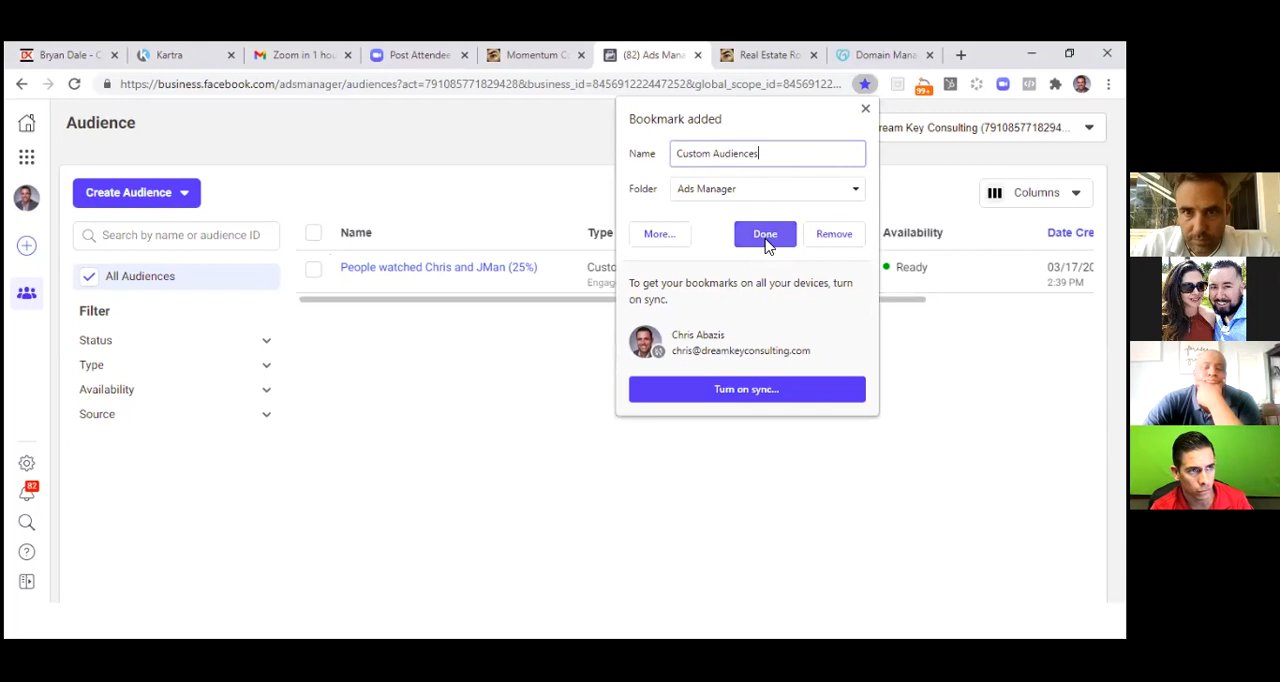 Bryan Dale - C
Kartra
Zoom in 1 hou
Post Attendee
Momentum C
(82) Ads Mana
Real Estate Ro
Domain Mana
https://business.facebook.com/adsmanager/audiences?act=791085771829428&business_id=845691222447252&global_scope_id=84569122...
99+
Audience
Bookmark added
ream Key Consulting (7910857718294...
Name Custom Audiences
Folder Ads Manager
Create Audience
Columns
Search by name or audience ID
Name
Type
More...
Done
Remove
Availability
Date Cre
All Audiences
People watched Chris and JMan (25%)
Custo
Engag
Ready
03/17/20
2:39 PM
To get your bookmarks on all your devices, turn
on sync.
Filter
Status
Type
Availability
Source
Chris Abazis
chris@dreamkeyconsulting.com
Turn on sync...
82